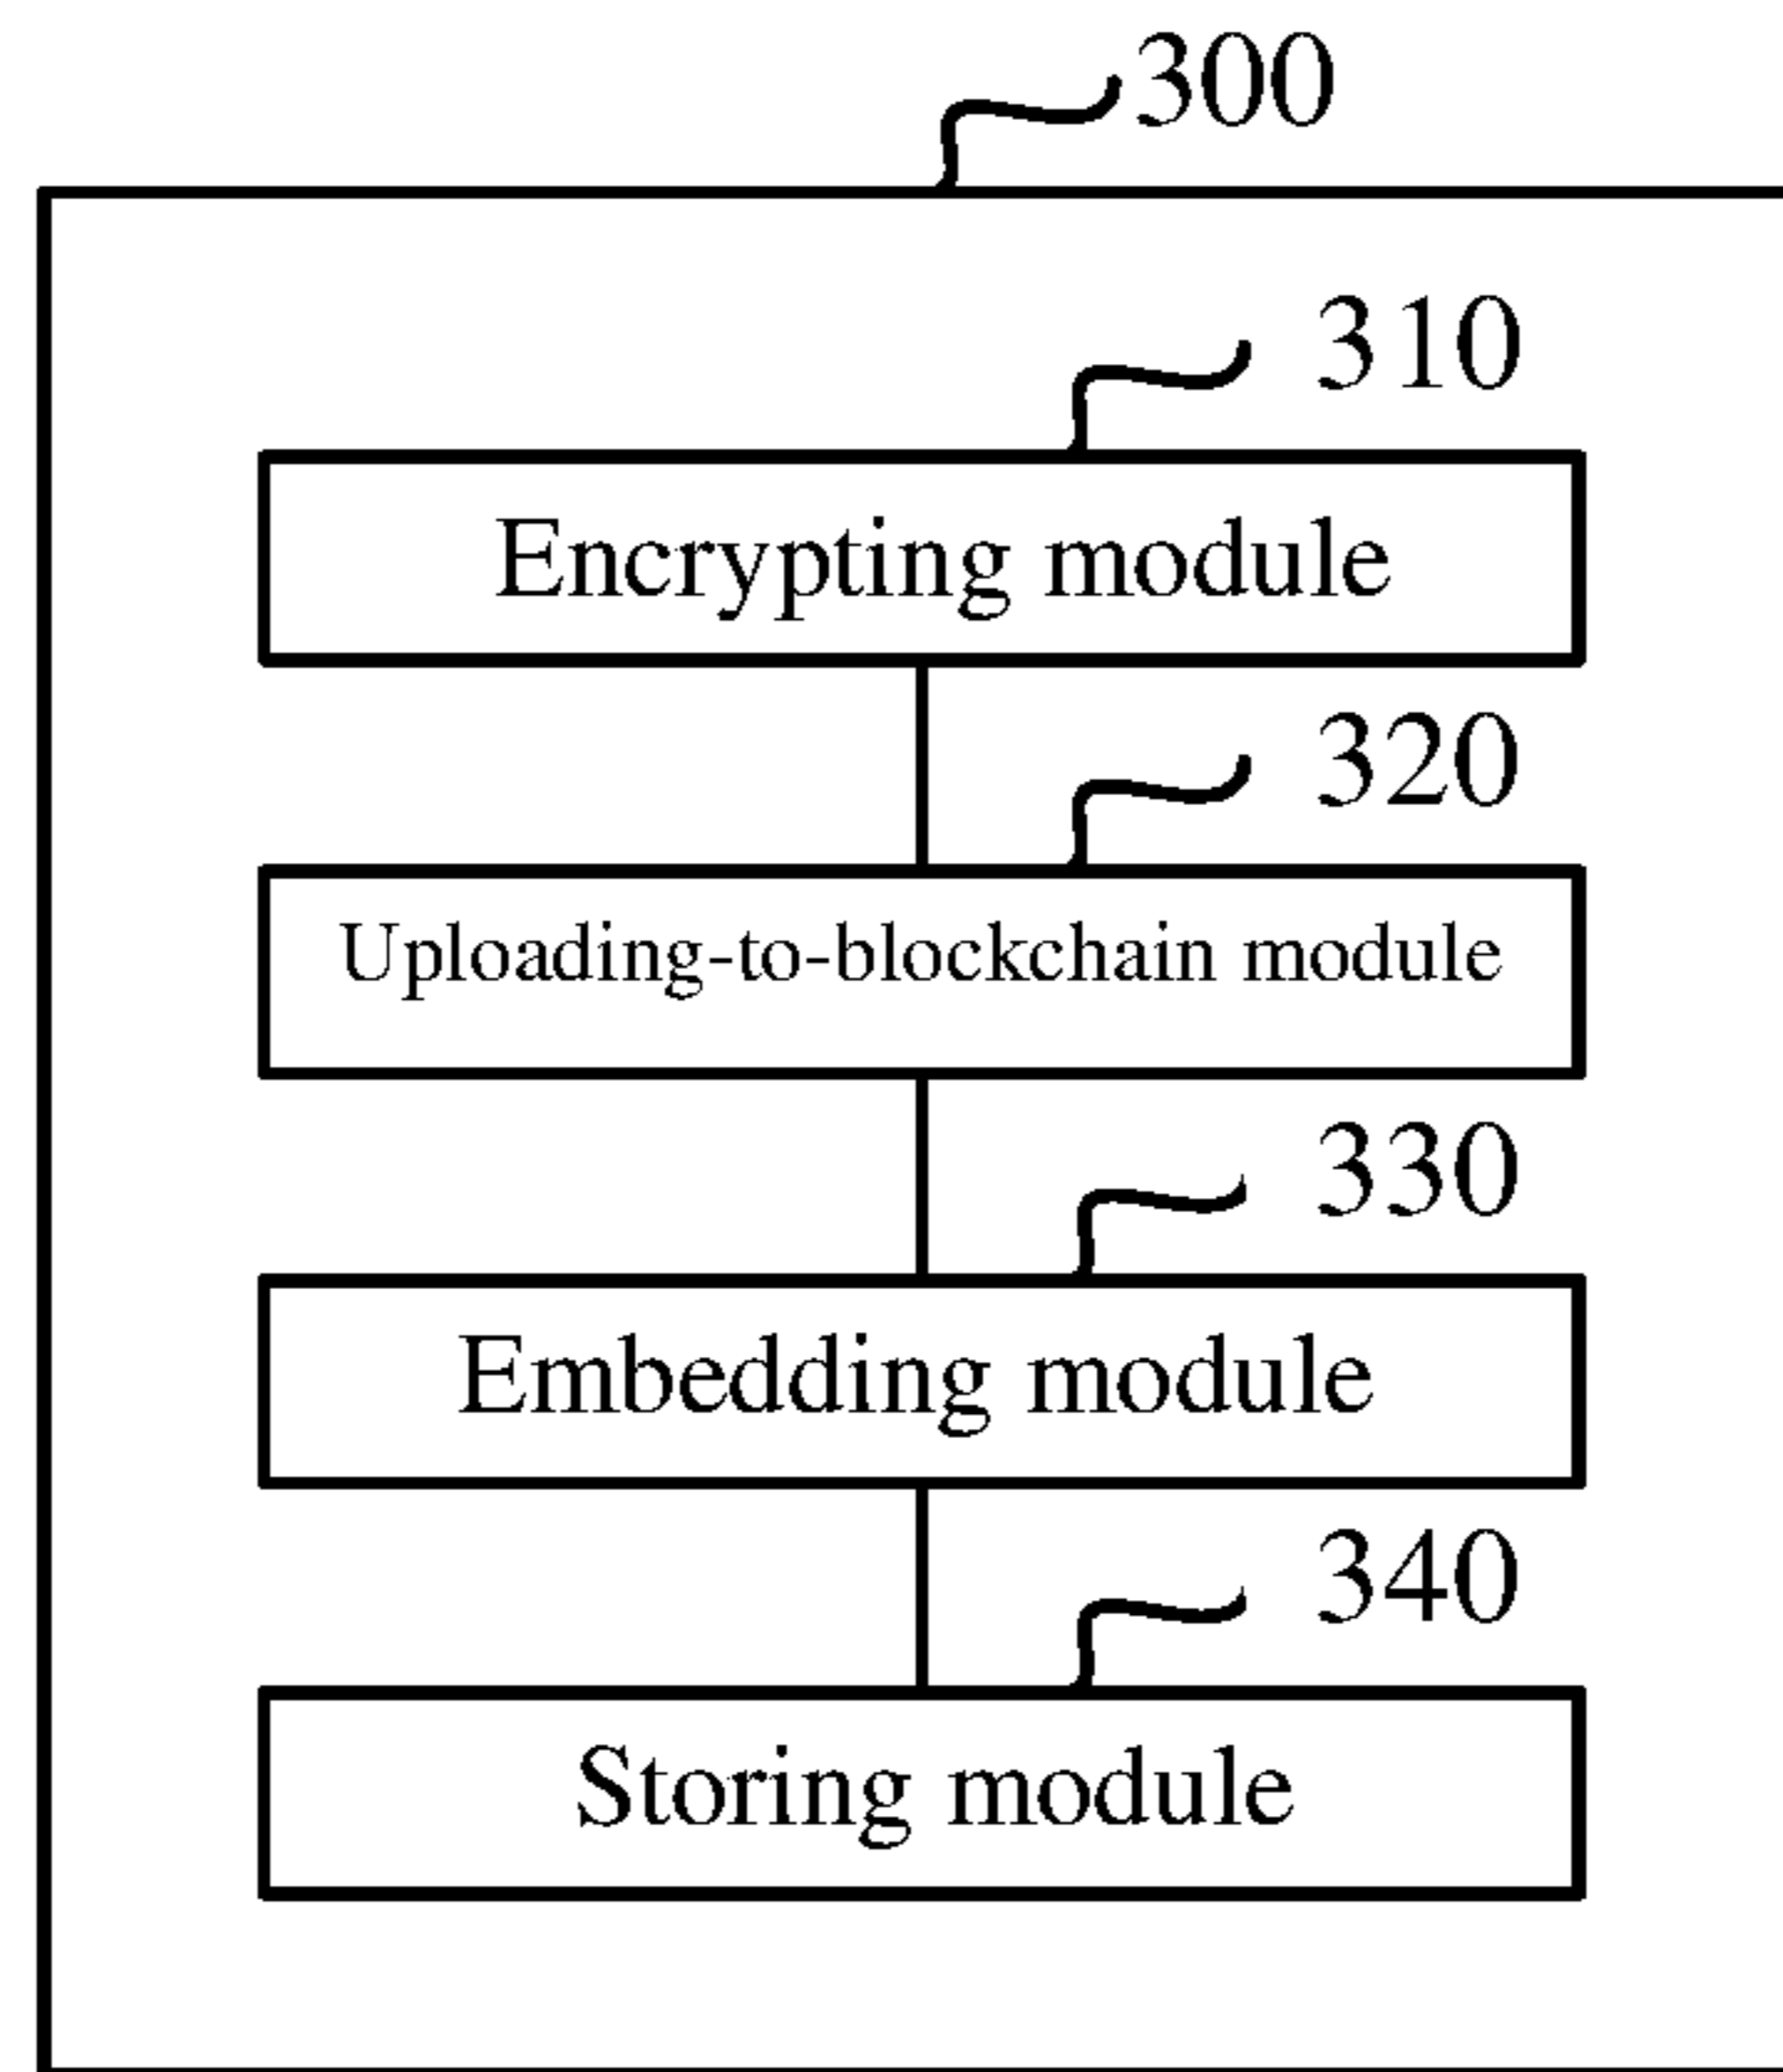 300
310
Encrypting module
320
Uploading-to-blockchain module
330
Embedding module
340
Storing module